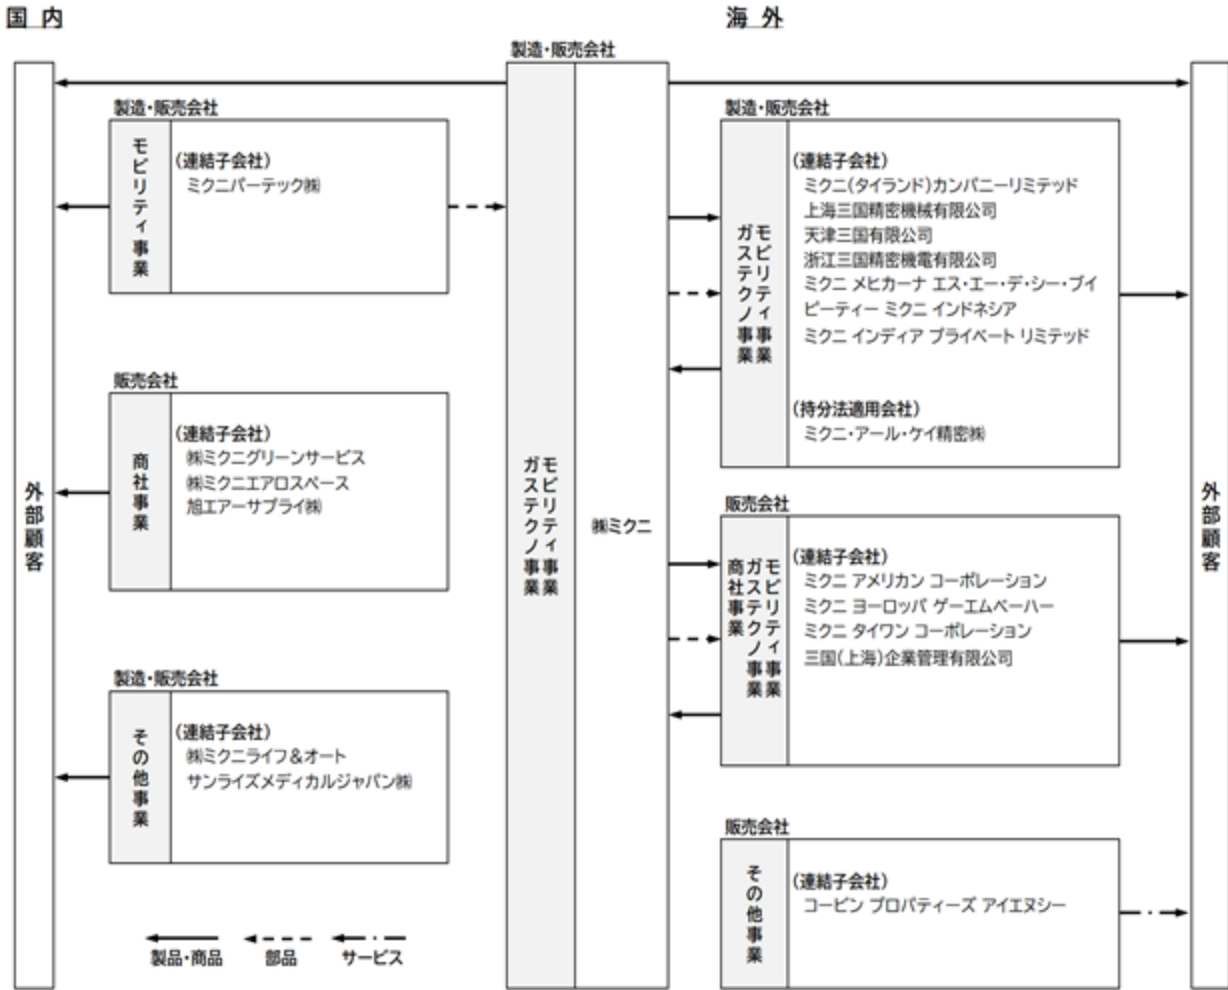 国 内
海 外
外部顧客
製造・販売会社
モビリティ事業
(連結子会社)
ミクニパーテック㈱
販売会社
商社事業
(連結子会社)
㈱ミクニグリーンサービス
㈱ミクニエアロスペース
旭エアーサプライ㈱
製造・販売会社
その他事業
(連結子会社)
㈱ミクニライフ&オート
サンライズメディカルジャパン㈱
製品・商品
部品
サービス
製造・販売会社
モビリティ事業
ガステクノ事業
㈱ミクニ
製造・販売会社
モビリティ事業
ガステクノ事業
(連結子会社)
ミクニ(タイランド)カンパニーリミテッド
上海三国精密機械有限公司
天津三国有限公司
浙江三国精密機電有限公司
ミクニ メヒカーナ エス・エー・デ・シー・ブイ
ピーティー ミクニ インドネシア
ミクニ インディア プライベート リミテッド
(持分法適用会社)
ミクニ・アール・ケイ精密㈱
販売会社
モビリティ事業
ガステクノ事業
商社事業
(連結子会社)
ミクニ アメリカン コーポレーション
ミクニ ヨーロッパ ゲーエムベーハー
ミクニ タイワン コーポレーション
三国(上海)企業管理有限公司
販売会社
その他事業
(連結子会社)
コービン プロパティーズ アイエヌシー
外部顧客